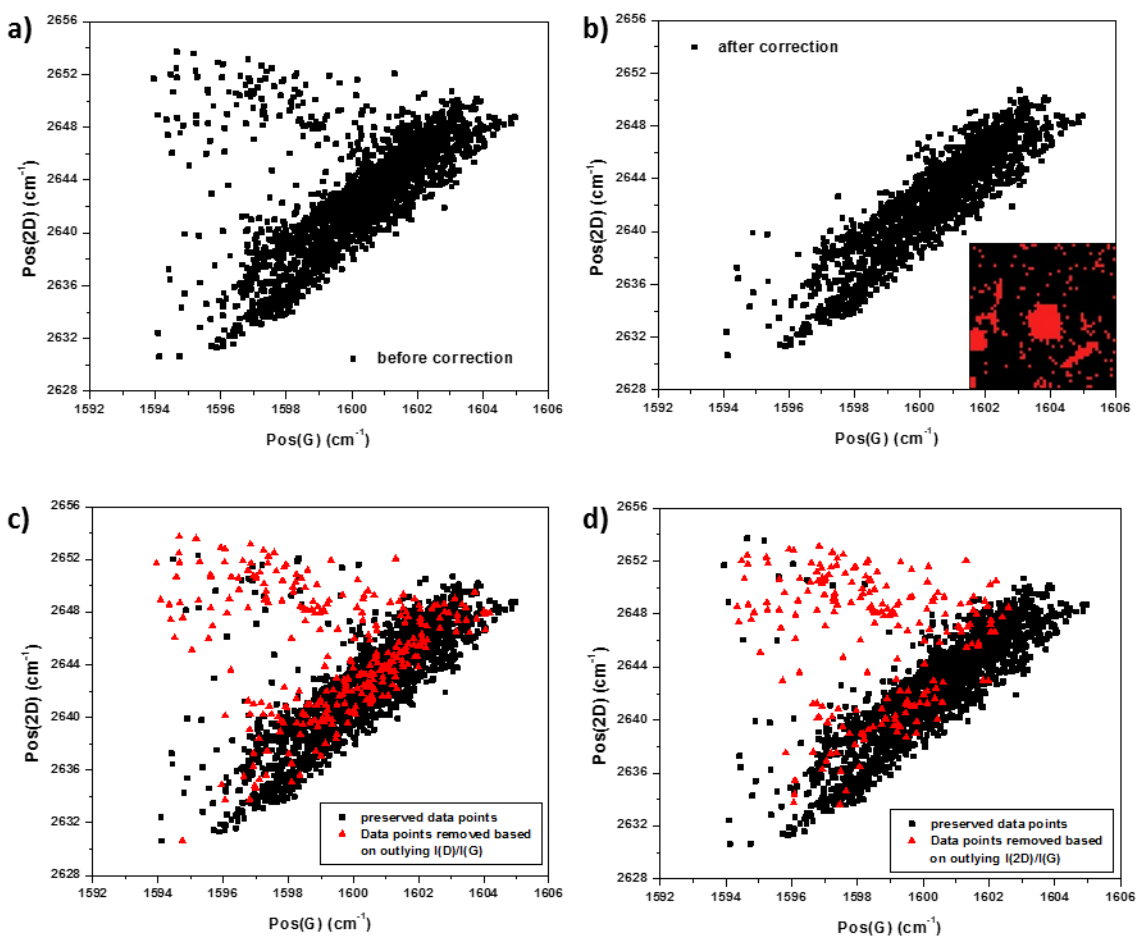 a)
2656
2652
2648
2644
2640
2636
2632
2628
Pos(2D) (cm⁻¹)
before correction
1592 1594 1596 1598 1600 1602 1604 1606
Pos(G) (cm⁻¹)
b)
2656
2652
2648
2644
2640
2636
2632
2628
Pos(2D) (cm⁻¹)
after correction
1592 1594 1596 1598 1600 1602 1604 1606
Pos(G) (cm⁻¹)
c)
2656
2652
2648
2644
2640
2636
2632
2628
Pos(2D) (cm⁻¹)
preserved data points
Data points removed based
on outlying I(D)/I(G)
1592 1594 1596 1598 1600 1602 1604 1606
Pos(G) (cm⁻¹)
d)
2656
2652
2648
2644
2640
2636
2632
2628
Pos(2D) (cm⁻¹)
preserved data points
Data points removed based
on outlying I(2D)/I(G)
1592 1594 1596 1598 1600 1602 1604 1606
Pos(G) (cm⁻¹)